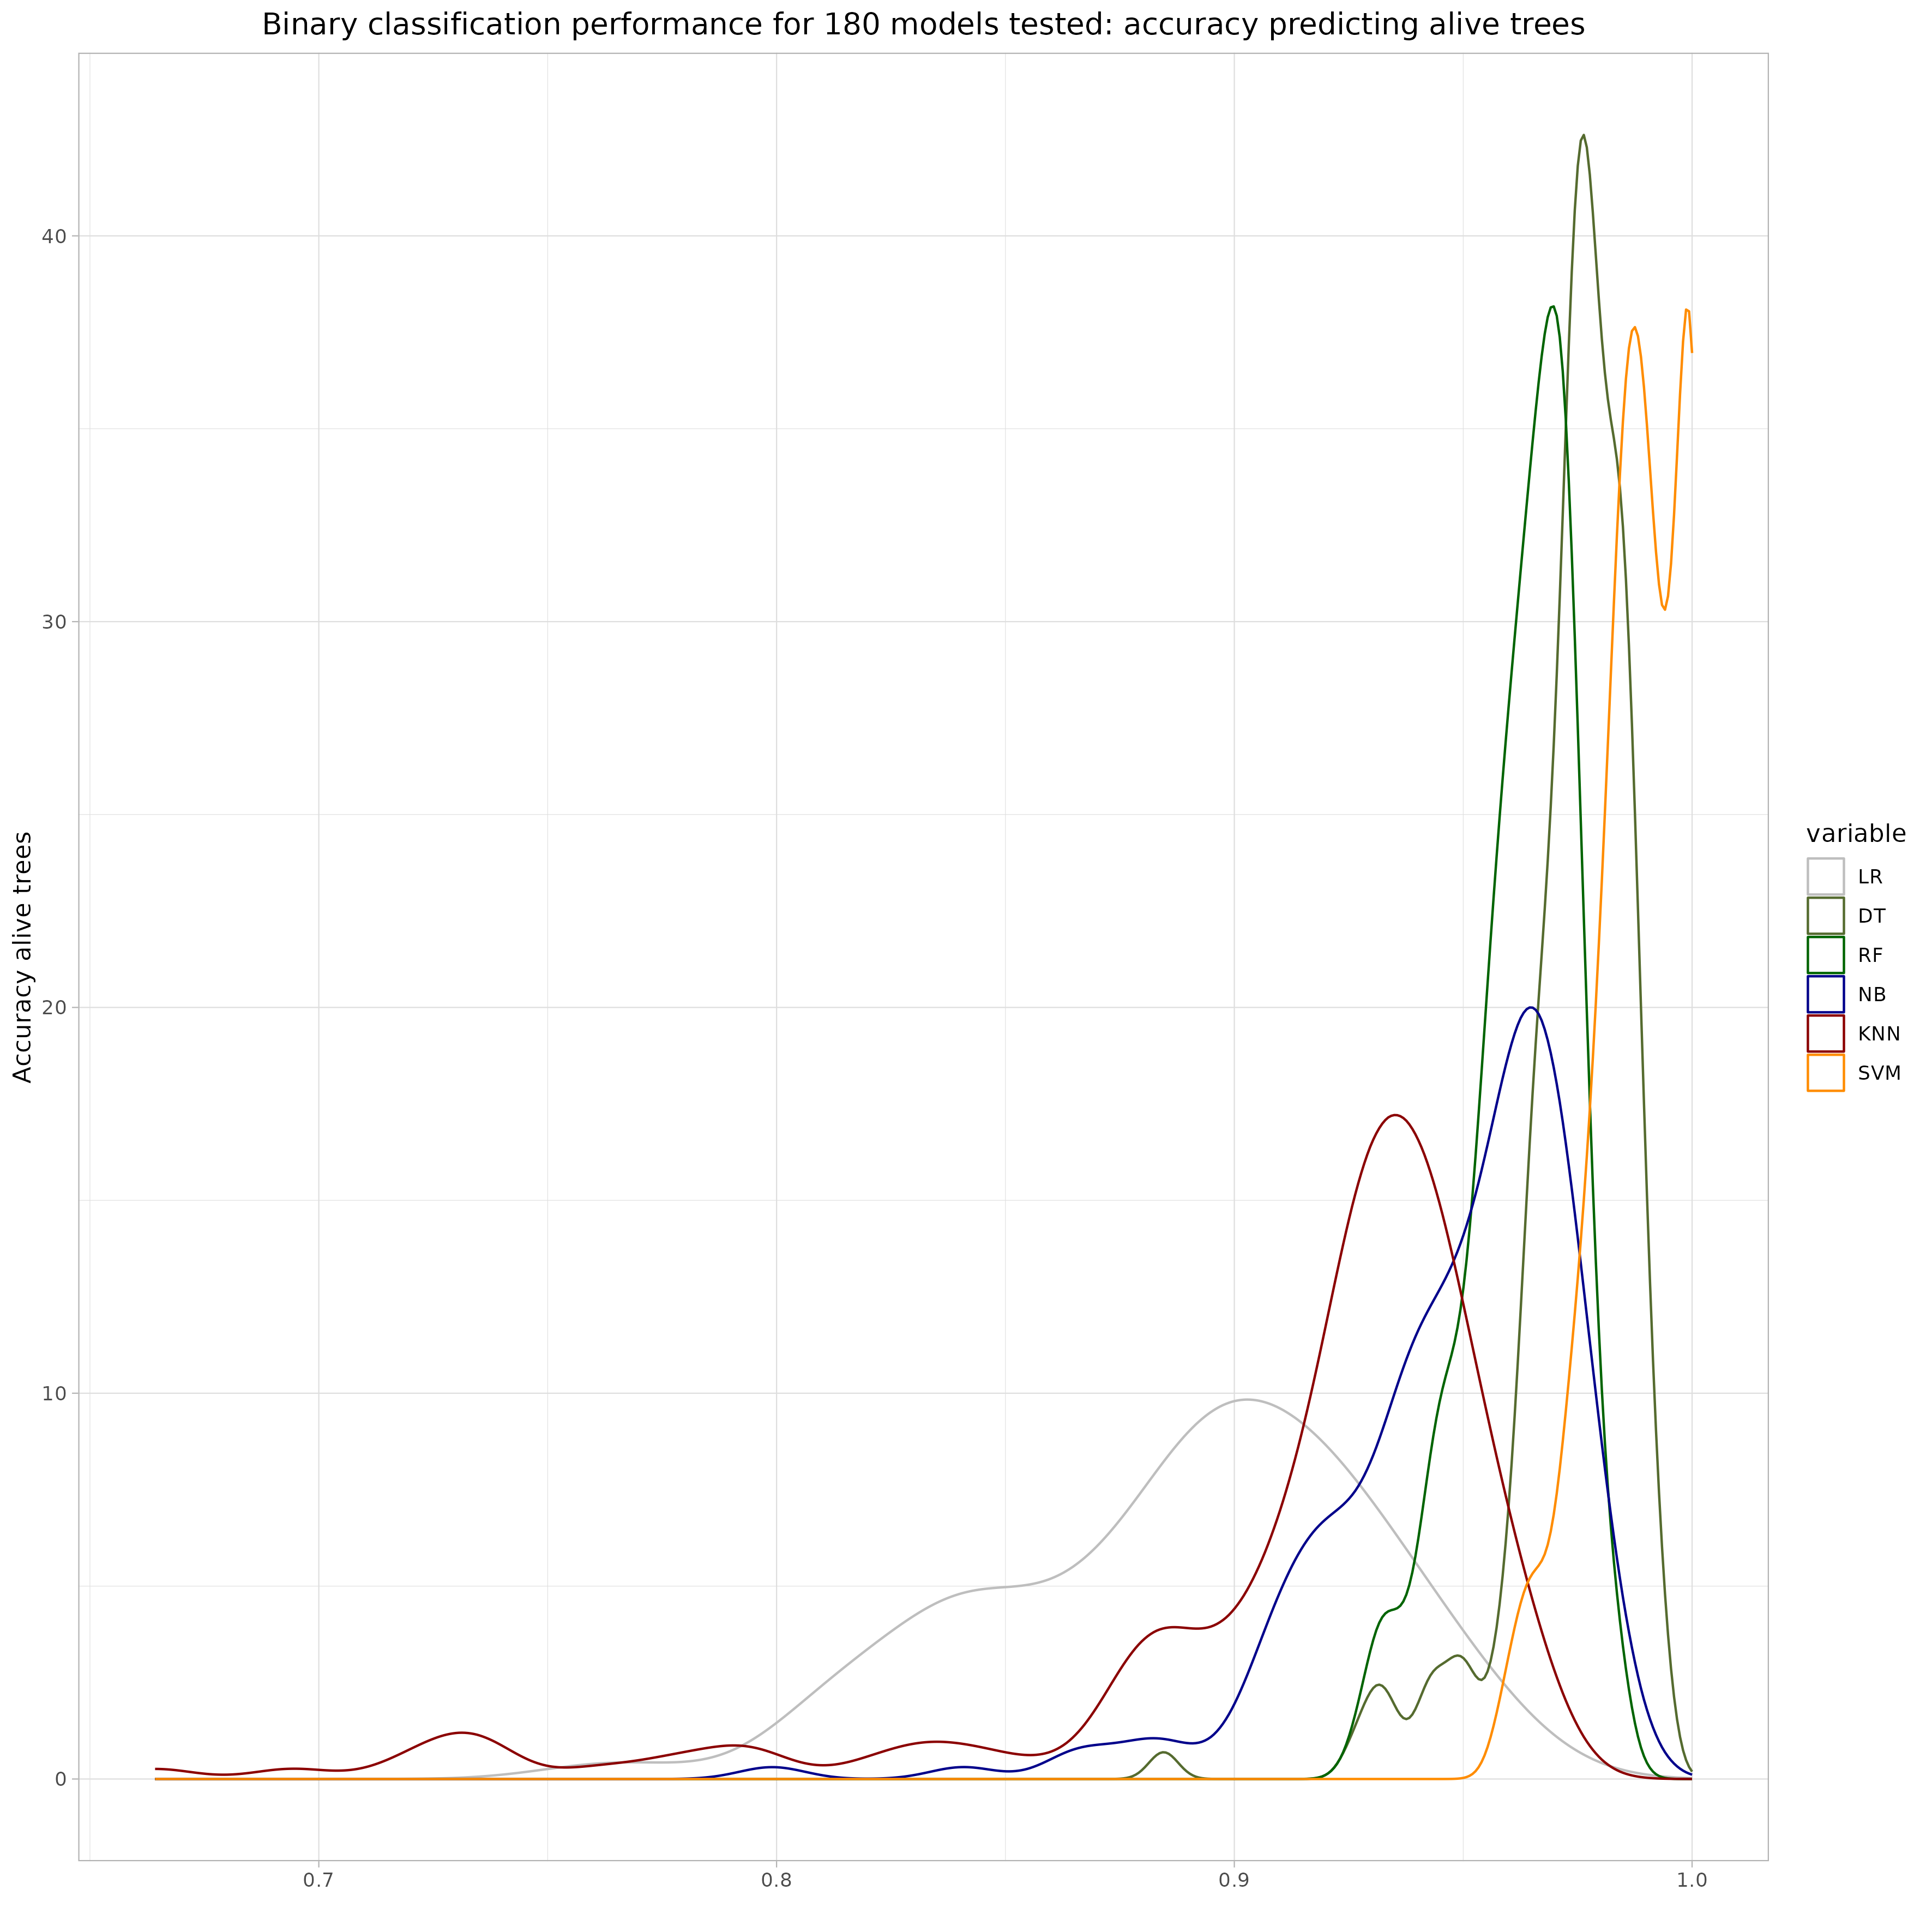 Binary classification performance for 180 models tested: accuracy predicting alive trees
Accuracy alive trees
40
30
20
10
0
0.7
0.8
0.9
1.0
variable
LR
DT
RF
NB
KNN
SVM